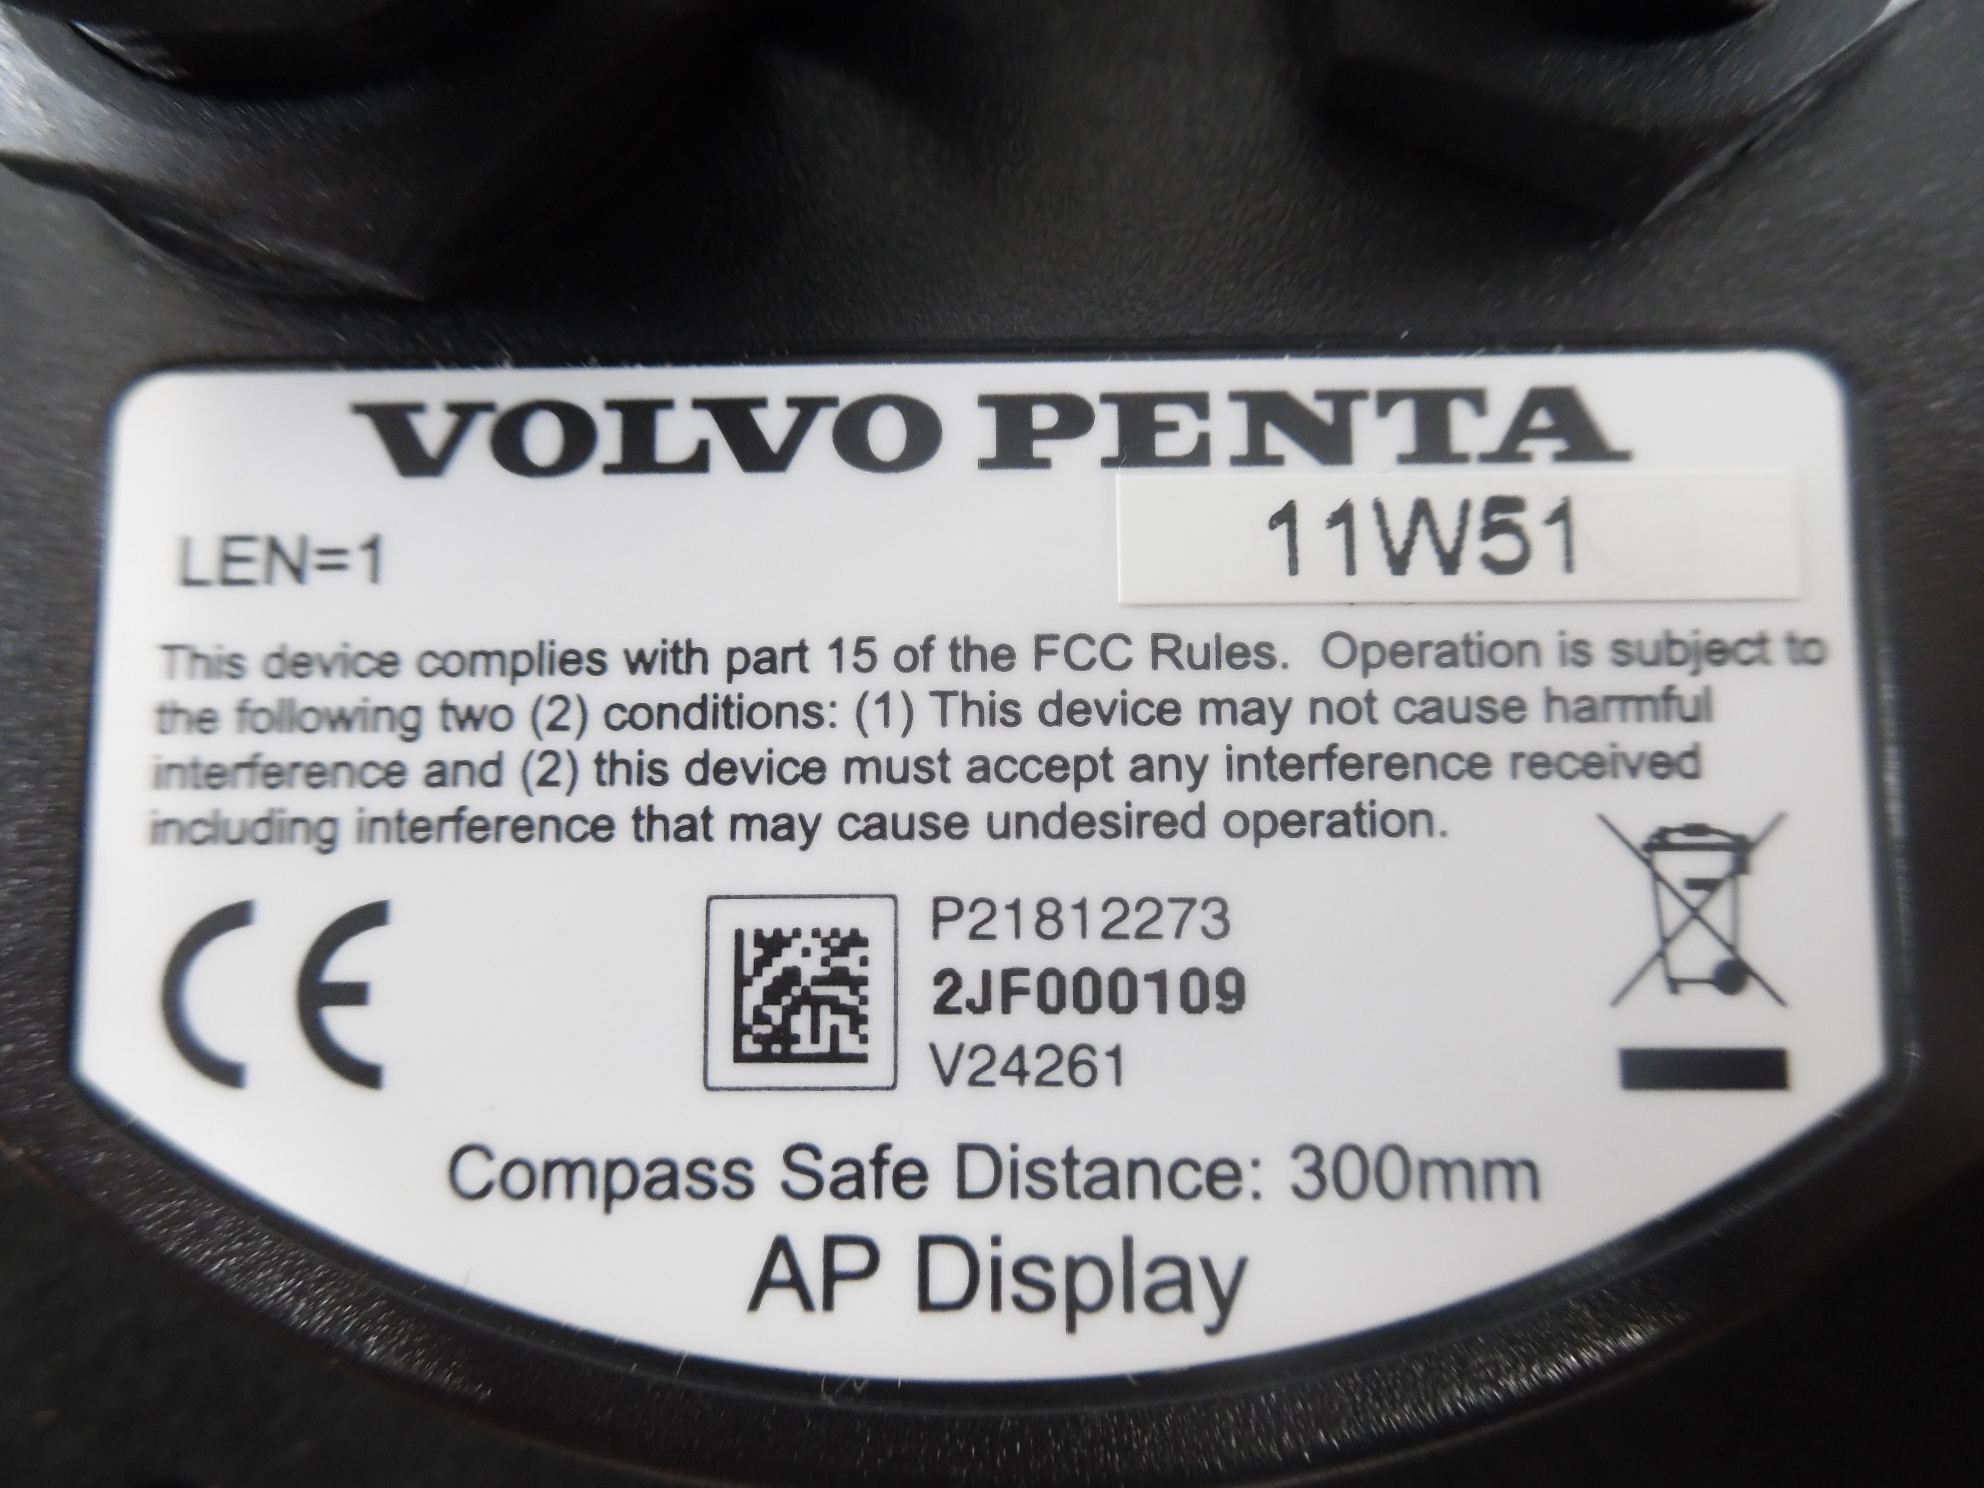 VOLVO PENTA
LEN=1
11W51
This device complies with part 15 of the FCC Rules. Operation is subject to
the following two (2) conditions: (1) This device may not cause harmful
interference and (2) this device must accept any interference received
including interference that may cause undesired operation.
CE
P21812273
2JF000109
V24261
Compass Safe Distance: 300mm
AP Display